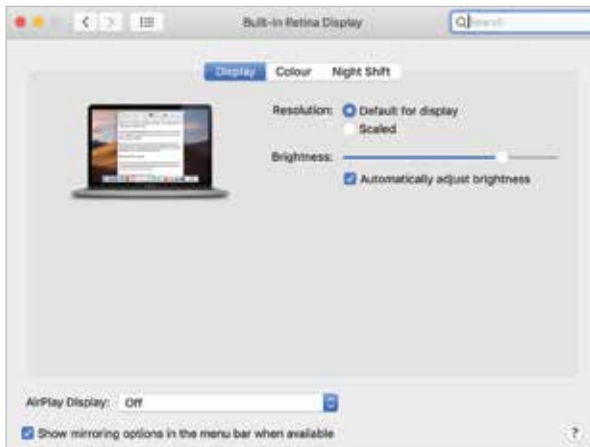 Built-in Retina Display
Search
Display Colour Night Shift
Resolution: Default for display
Scaled
Brightness:
Automatically adjust brightness
AirPlay Display: Off
Show mirroring options in the menu bar when available
?